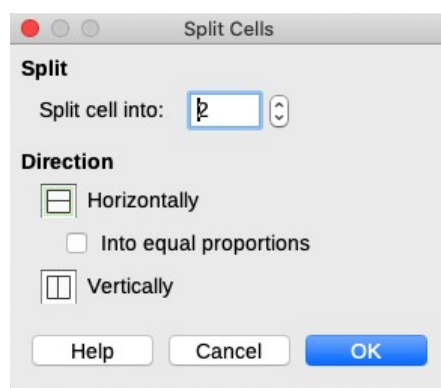 Split Cells
Split
Split cell into: 2
Direction
Horizontally
Into equal proportions
Vertically
Help Cancel OK